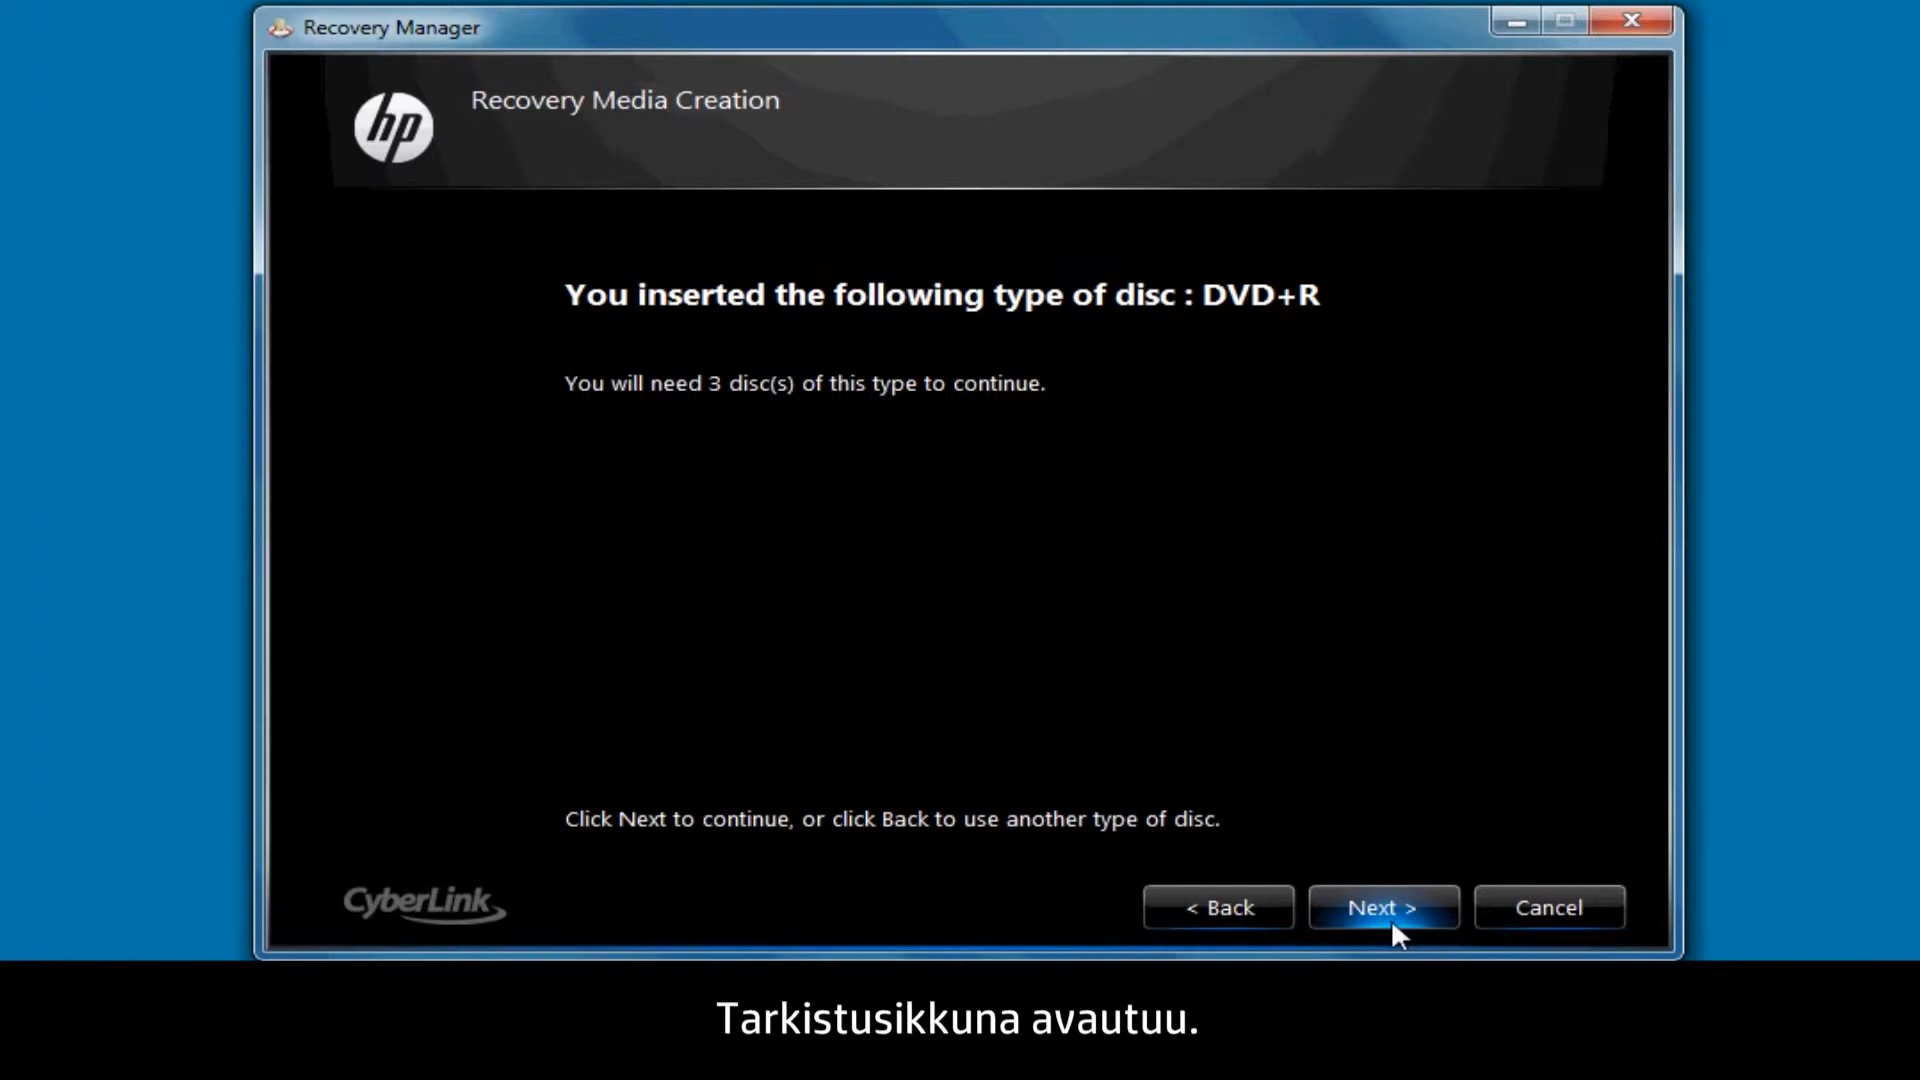 Recovery Manager
hp
Recovery Media Creation
You inserted the following type of disc : DVD+R
You will need 3 disc(s) of this type to continue.
Click Next to continue, or click Back to use another type of disc.
CyberLink
< Back
Next >
Cancel
Tarkistusikkuna avautuu.